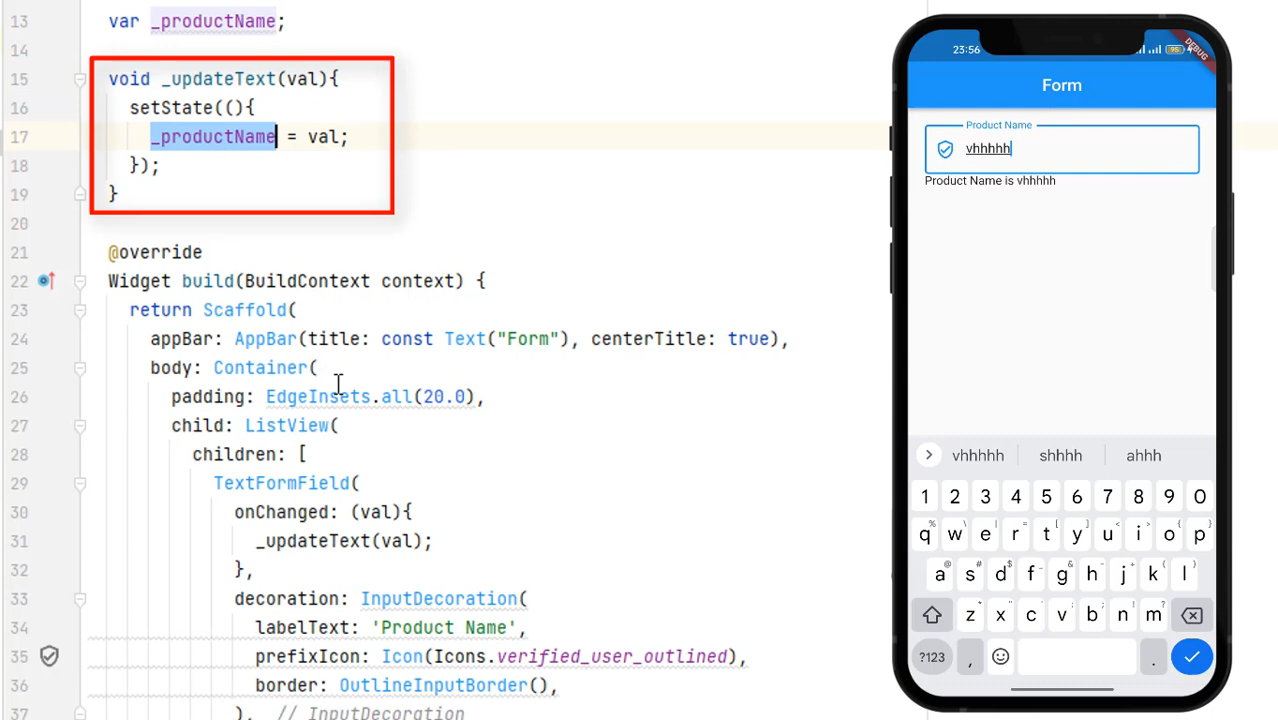 13 var _productName;
14
15 void _updateText(val){
16 setState((){
17 _productName = val;
18 });
19 }
20
21 @override
22 Widget build(BuildContext context) {
23 return Scaffold(
24 appBar: AppBar(title: const Text("Form"), centerTitle: true),
25 body: Container(
26 padding: EdgeInsets.all(20.0),
27 child: ListView(
28 children: [
29 TextFormField(
30 onChanged: (val){
31 _updateText(val);
32 },
33 decoration: InputDecoration(
34 labelText: 'Product Name',
35 prefixIcon: Icon(Icons.verified_user_outlined),
36 border: OutlineInputBorder(),
37 ), // InputDecoration
23:56 95
DEBUG
Form
Product Name
vhhhhh
Product Name is vhhhhh
vhhhhh shhhh ahhh
1 2 3 4 5 6 7 8 9 0
% \ | = [ ] < > { }
q w e r t y u i o p
@ # $ - & - + ( )
a s d f g h j k l
* " ' : ; ! ?
z x c v b n m
?123 , .